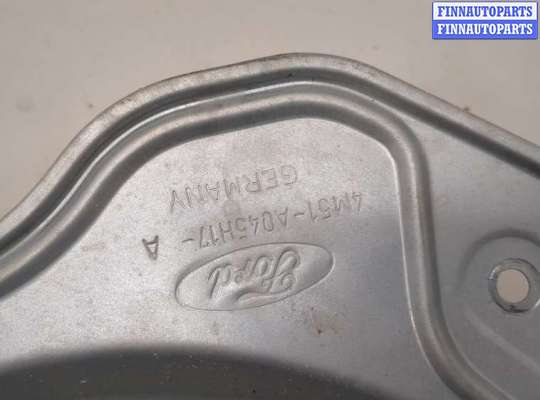 FINNAUTOPARTS
FINNAUTOPARTS
Ford
4M51-A045H17-
A
GERMANY